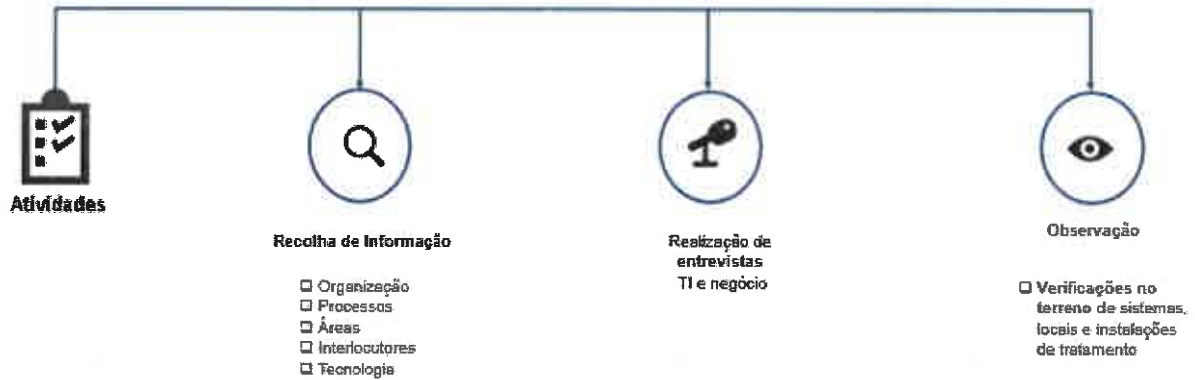 Atividades
Recolha de Informação
❑ Organização
❑ Processos
❑ Áreas
❑ Interlocutores
❑ Tecnologia
Realização de
entrevistas
TI e negócio
Observação
❑ Verificações no
terreno de sistemas,
locais e instalações
de tratamento